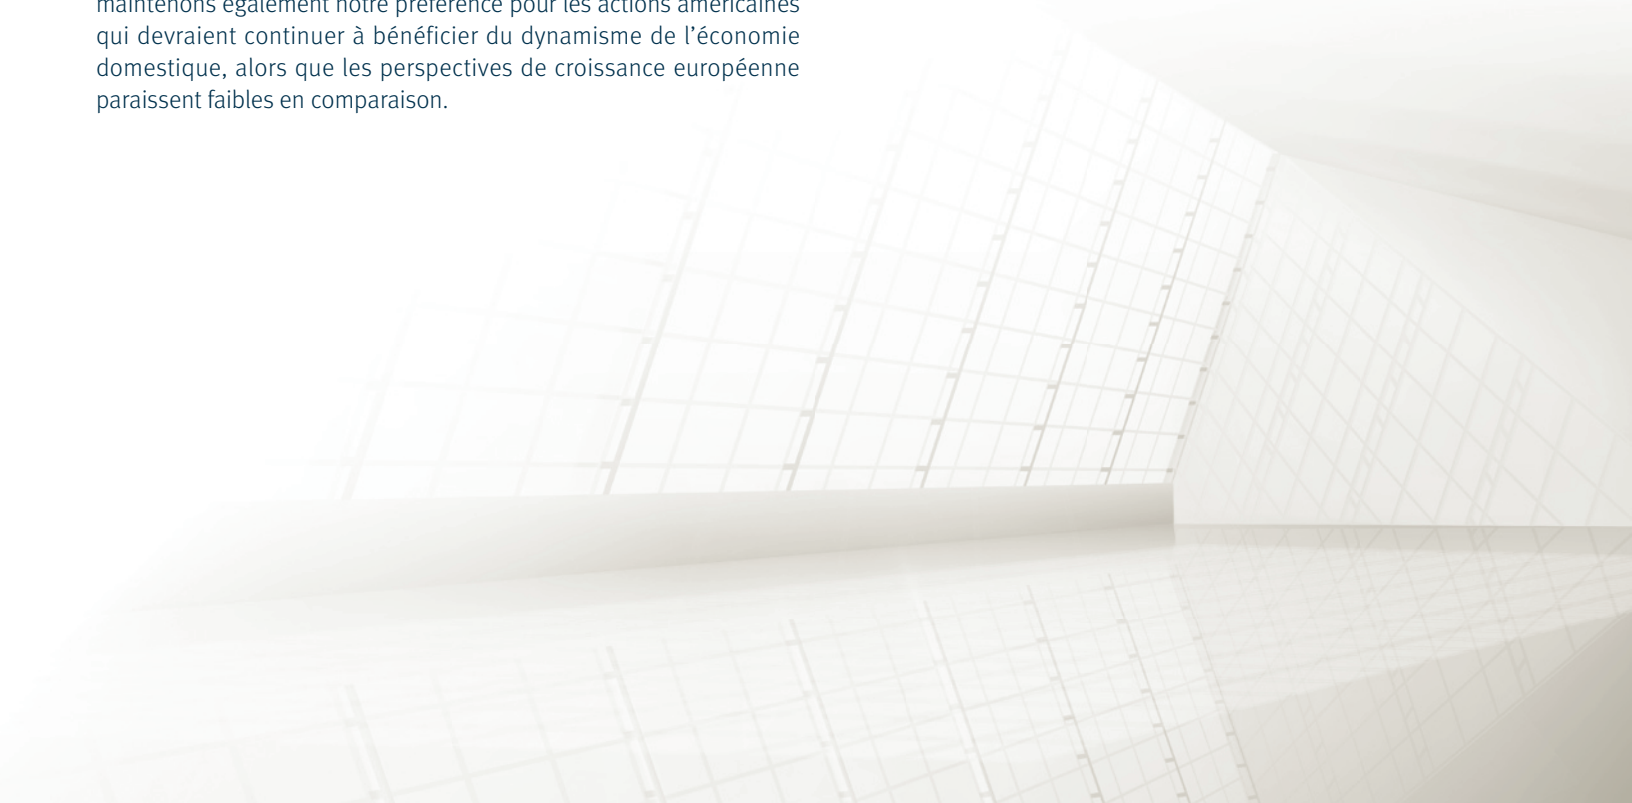 maintenons également notre préférence pour les actions américaines
qui devraient continuer à bénéficier du dynamisme de l’économie
domestique, alors que les perspectives de croissance européenne
paraissent faibles en comparaison.